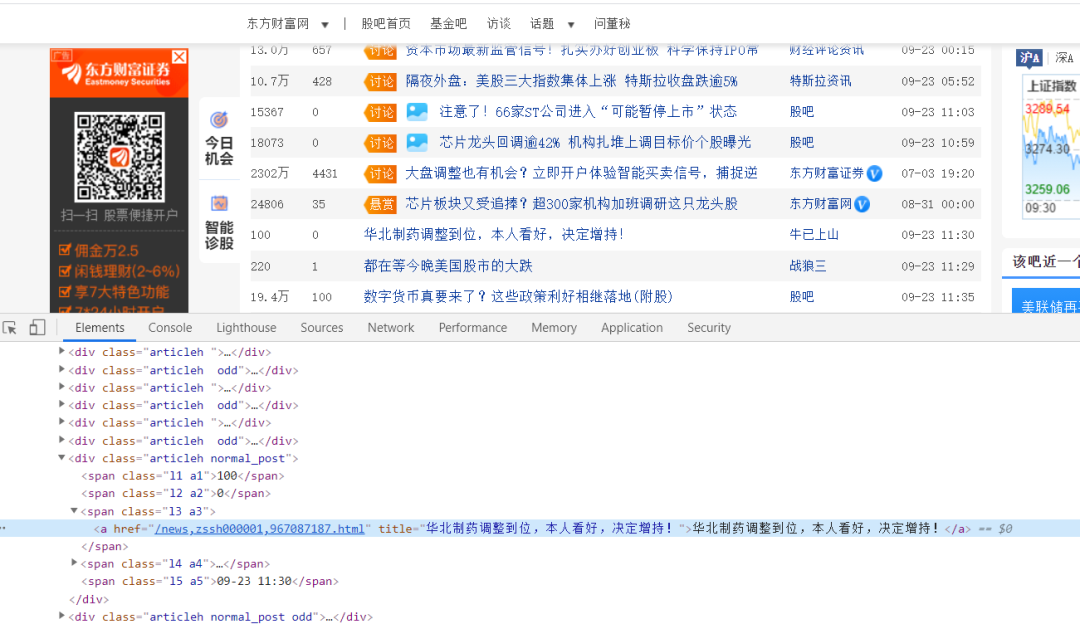 东方财富网 ▼ | 股吧首页 基金吧 访谈 话题 ▼ 问董秘
广告
东方财富证券
Eastmoney Securities
扫一扫 股票便捷开户
佣金万2.5
闲钱理财(2~6%)
享7大特色功能
7*24小时开户
今日
机会
智能
诊股
13.0万 657 讨论 资本市场最新监管信号！扎实办好创业板 科学保持IPO常 财经评论资讯 09-23 00:15
10.7万 428 讨论 隔夜外盘：美股三大指数集体上涨 特斯拉收盘跌逾5% 特斯拉资讯 09-23 05:52
15367 0 讨论 注意了！66家ST公司进入“可能暂停上市”状态 股吧 09-23 11:03
18073 0 讨论 芯片龙头回调逾42% 机构扎堆上调目标价个股曝光 股吧 09-23 10:59
2302万 4431 讨论 大盘调整也有机会？立即开户体验智能买卖信号，捕捉逆 东方财富证券 V 07-03 19:20
24806 35 悬赏 芯片板块又受追捧？超300家机构加班调研这只龙头股 东方财富网 V 08-31 00:00
100 0 华北制药调整到位，本人看好，决定增持！ 牛已上山 09-23 11:30
220 1 都在等今晚美国股市的大跌 战狼三 09-23 11:29
19.4万 100 数字货币真要来了？这些政策利好相继落地(附股) 股吧 09-23 11:35
沪A 深A
上证指数
3289.54
3274.30
3259.06
09:30
该吧近一个
美联储再
Elements Console Lighthouse Sources Network Performance Memory Application Security
<div class="articleh ">…</div>
<div class="articleh  odd">…</div>
<div class="articleh ">…</div>
<div class="articleh  odd">…</div>
<div class="articleh ">…</div>
<div class="articleh  odd">…</div>
<div class="articleh normal_post">
<span class="l1 a1">100</span>
<span class="l2 a2">0</span>
<span class="l3 a3">
<a href="/news,zssh000001,967087187.html" title="华北制药调整到位，本人看好，决定增持！">华北制药调整到位，本人看好，决定增持！</a> == $0
</span>
<span class="l4 a4">…</span>
<span class="l5 a5">09-23 11:30</span>
</div>
<div class="articleh normal_post odd">…</div>